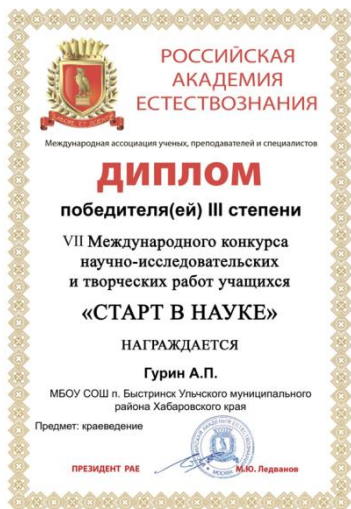 РОССИЙСКАЯ
АКАДЕМИЯ
ЕСТЕСТВОЗНАНИЯ
Международная ассоциация ученых, преподавателей и специалистов
ДИПЛОМ
победителя(ей) III степени
VII Международного конкурса
научно-исследовательских
и творческих работ учащихся
«СТАРТ В НАУКЕ»
НАГРАЖДАЕТСЯ
Гурин А.П.
МБОУ СОШ п. Быстринск Ульчского муниципального
района Хабаровского края
Предмет: краеведение
ПРЕЗИДЕНТ РАЕ М.Ю. Ледванов
МОСКВА